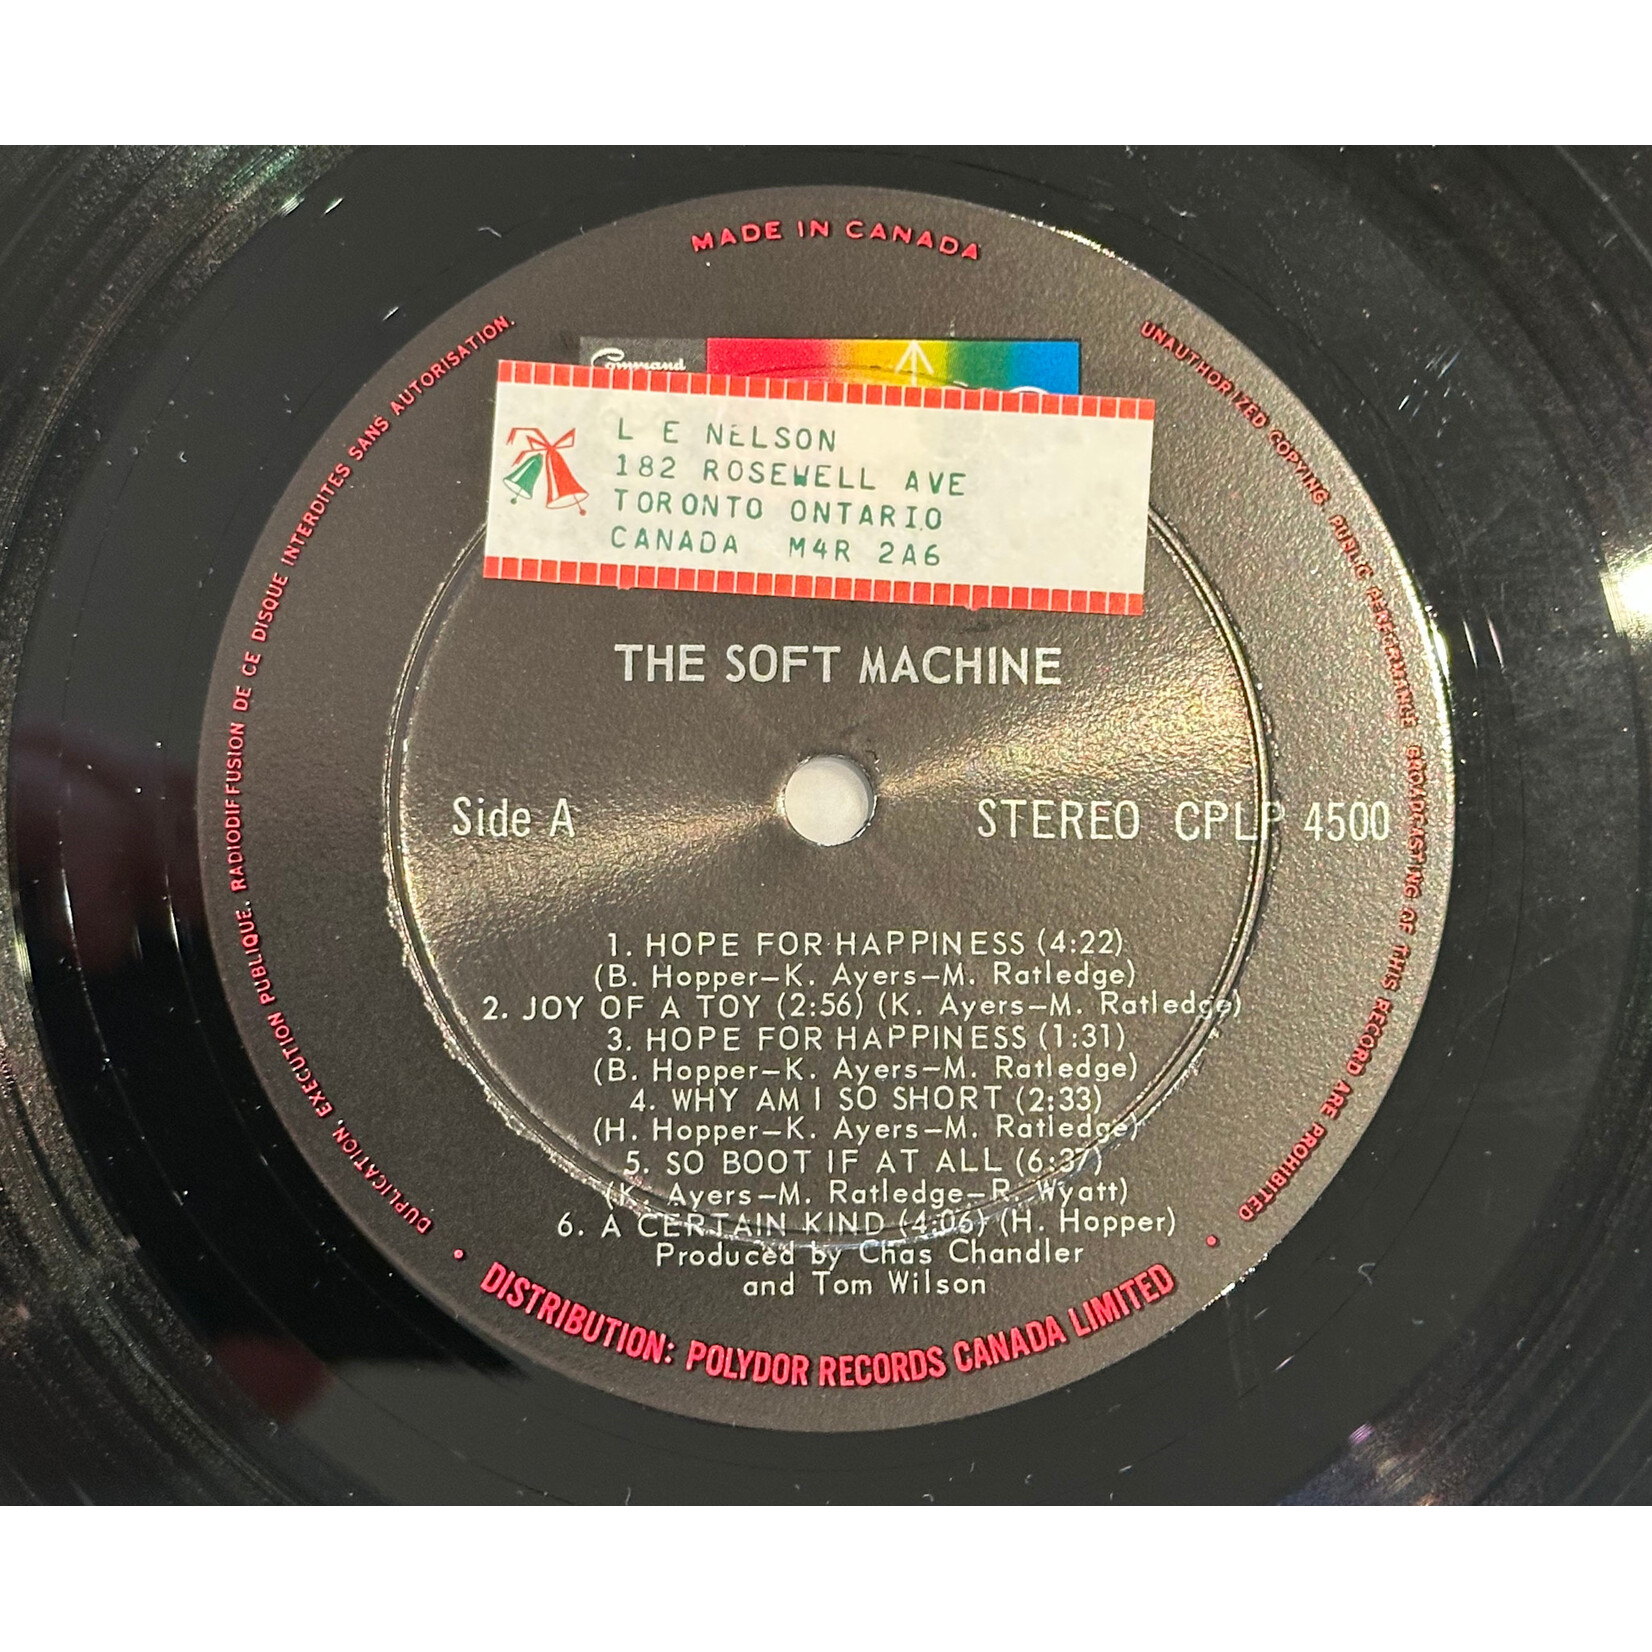 MADE IN CANADA
Command
L E NELSON
182 ROSEWELL AVE
TORONTO ONTARIO
CANADA M4R 2A6
THE SOFT MACHINE
Side A
STEREO CPLP 4500
1. HOPE FOR HAPPINESS (4:22)
(B. Hopper–K. Ayers–M. Ratledge)
2. JOY OF A TOY (2:56) (K. Ayers–M. Ratledge)
3. HOPE FOR HAPPINESS (1:31)
(B. Hopper–K. Ayers–M. Ratledge)
4. WHY AM I SO SHORT (2:33)
(H. Hopper–K. Ayers–M. Ratledge)
5. SO BOOT IF AT ALL (6:37)
(K. Ayers–M. Ratledge–R. Wyatt)
6. A CERTAIN KIND (4:06) (H. Hopper)
Produced by Chas Chandler
and Tom Wilson
DUPLICATION, EXECUTION PUBLIQUE, RADIODIFFUSION DE CE DISQUE INTERDITES SANS AUTORISATION.
UNAUTHORIZED COPYING, PUBLIC PERFORMANCE BROADCASTING OF THIS RECORD ARE PROHIBITED
• DISTRIBUTION: POLYDOR RECORDS CANADA LIMITED •